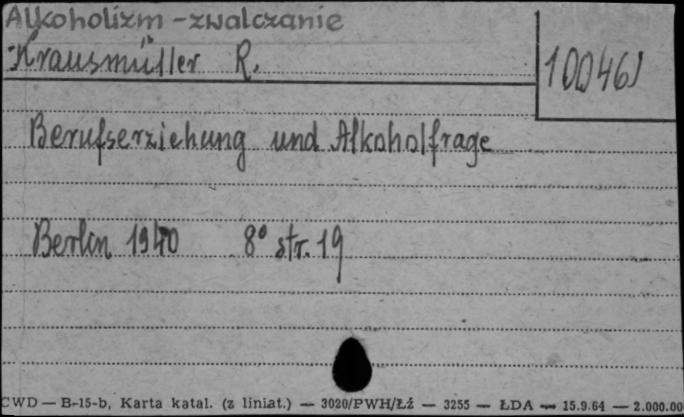 Alkoholizm - zwalczanie
Krausmüller R.
100461
Berufserziehung und Alkoholfrage
Berlin 1940 8° str. 19
CWD — B-15-b, Karta katal. (z liniat.) — 3020/PWH/Łź — 3255 — ŁDA — 15.9.64 — 2.000.00